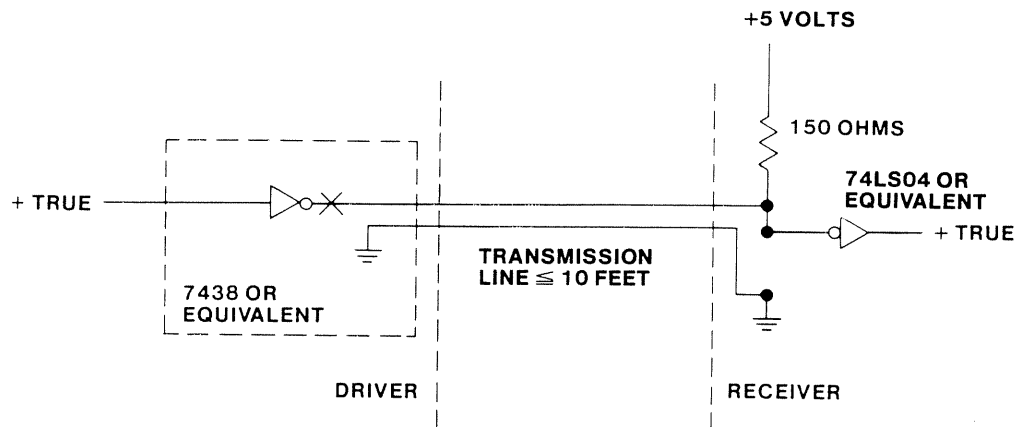 +5 VOLTS
150 OHMS
74LS04 OR
EQUIVALENT
+ TRUE
+ TRUE
TRANSMISSION
LINE ≦ 10 FEET
7438 OR
EQUIVALENT
DRIVER
RECEIVER